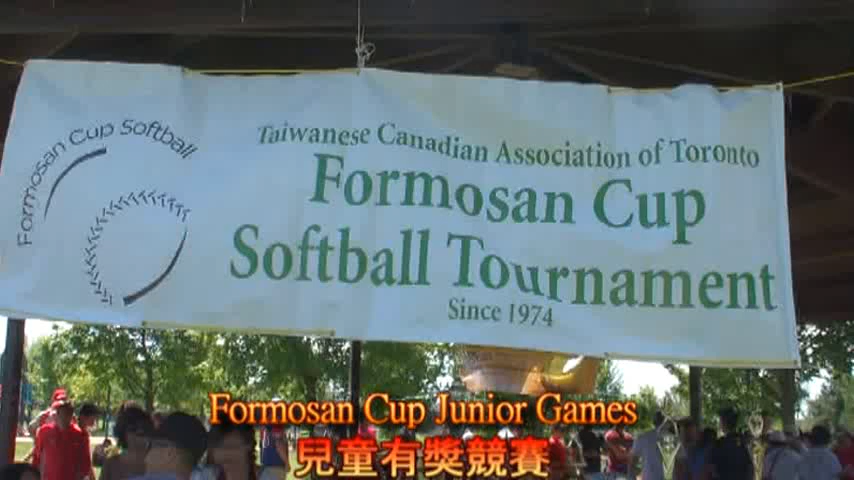 Formosan Cup Softball
Taiwanese Canadian Association of Toronto
Formosan Cup
Softball Tournament
Since 1974
Formosan Cup Junior Games
兒童有獎競賽